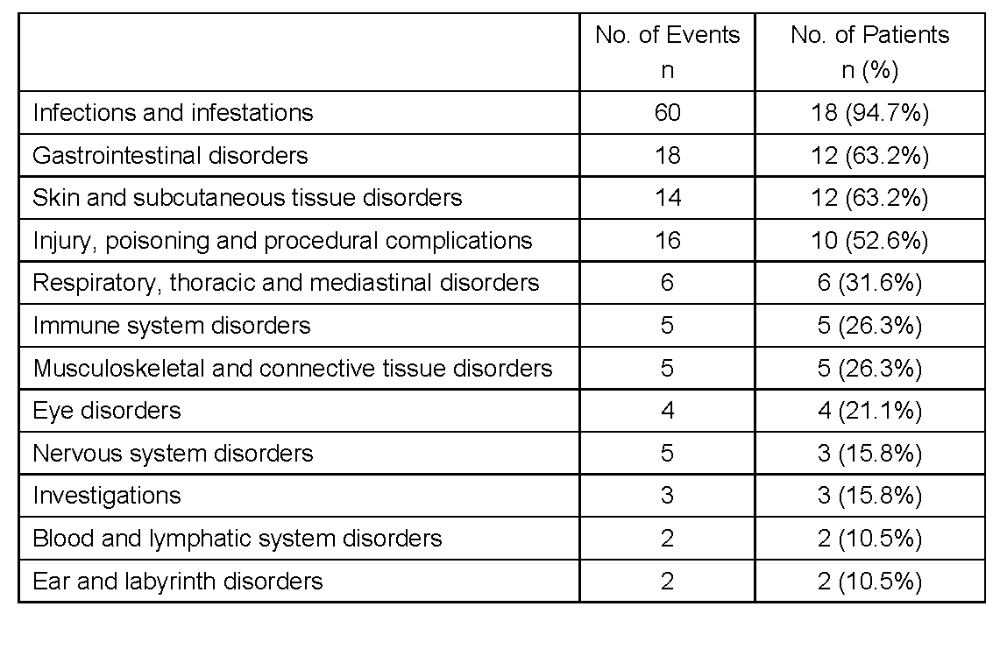 No. of Events No. of Patients
n n (%)
Infections and infestations 60 18 (94.7%)
Gastrointestinal disorders 18 12 (63.2%)
Skin and subcutaneous tissue disorders 14 12 (63.2%)
Injury, poisoning and procedural complications 16 10 (52.6%)
Respiratory, thoracic and mediastinal disorders 6 6 (31.6%)
Immune system disorders 5 5 (26.3%)
Musculoskeletal and connective tissue disorders 5 5 (26.3%)
Eye disorders 4 4 (21.1%)
Nervous system disorders 5 3 (15.8%)
Investigations 3 3 (15.8%)
Blood and lymphatic system disorders 2 2 (10.5%)
Ear and labyrinth disorders 2 2 (10.5%)